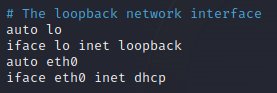 # The loopback network interface
auto lo
iface lo inet loopback
auto eth0
iface eth0 inet dhcp